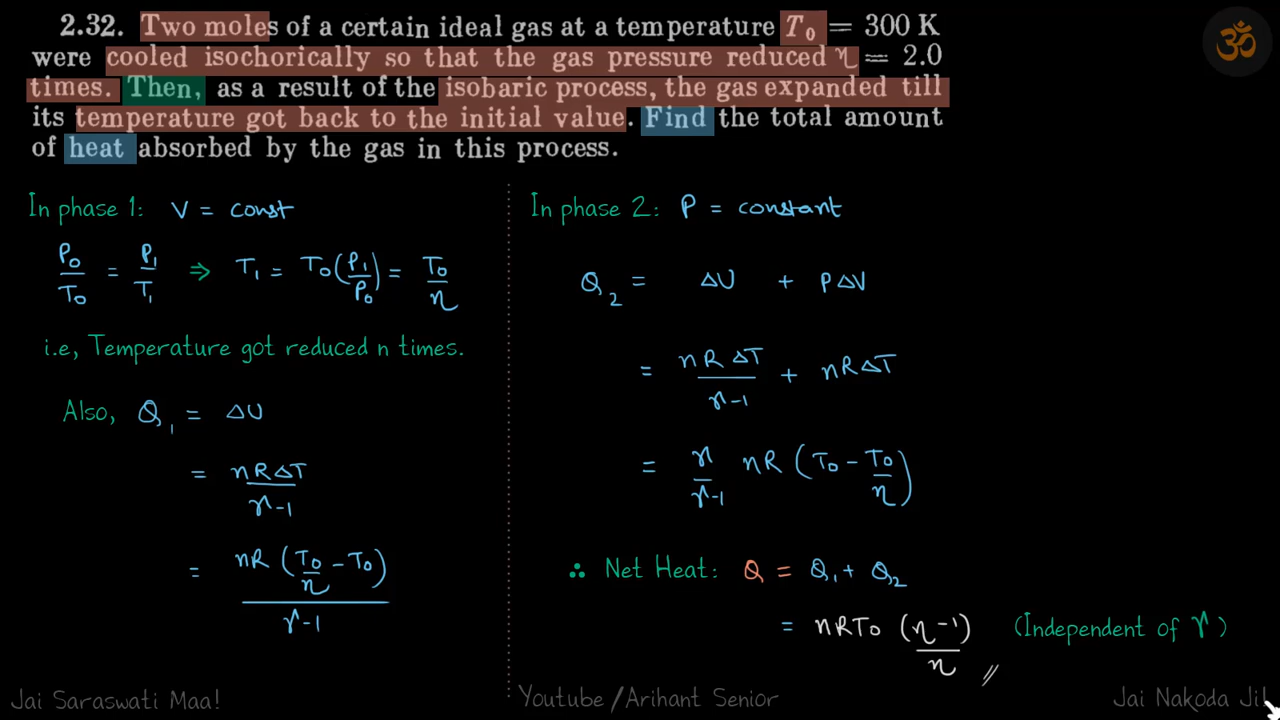 2.32. Two moles of a certain ideal gas at a temperature T₀ = 300 K
were cooled isochorically so that the gas pressure reduced η = 2.0
times. Then, as a result of the isobaric process, the gas expanded till
its temperature got back to the initial value. Find the total amount
of heat absorbed by the gas in this process.
ॐ
In phase 1: V = const
P₀/T₀ = P₁/T₁ ⇒ T₁ = T₀(P₁/P₀) = T₀/η
i.e, Temperature got reduced n times.
Also, Q₁ = ΔU
= nRΔT/(γ-1)
= nR(T₀/η - T₀)/(γ-1)
In phase 2: P = constant
Q₂ = ΔU + PΔV
= nRΔT/(γ-1) + nRΔT
= γ/(γ-1) nR (T₀ - T₀/η)
∴ Net Heat: Q = Q₁ + Q₂
= nRT₀ (η-1)/η (Independent of γ)
Jai Saraswati Maa! Youtube/Arihant Senior Jai Nakoda Ji!